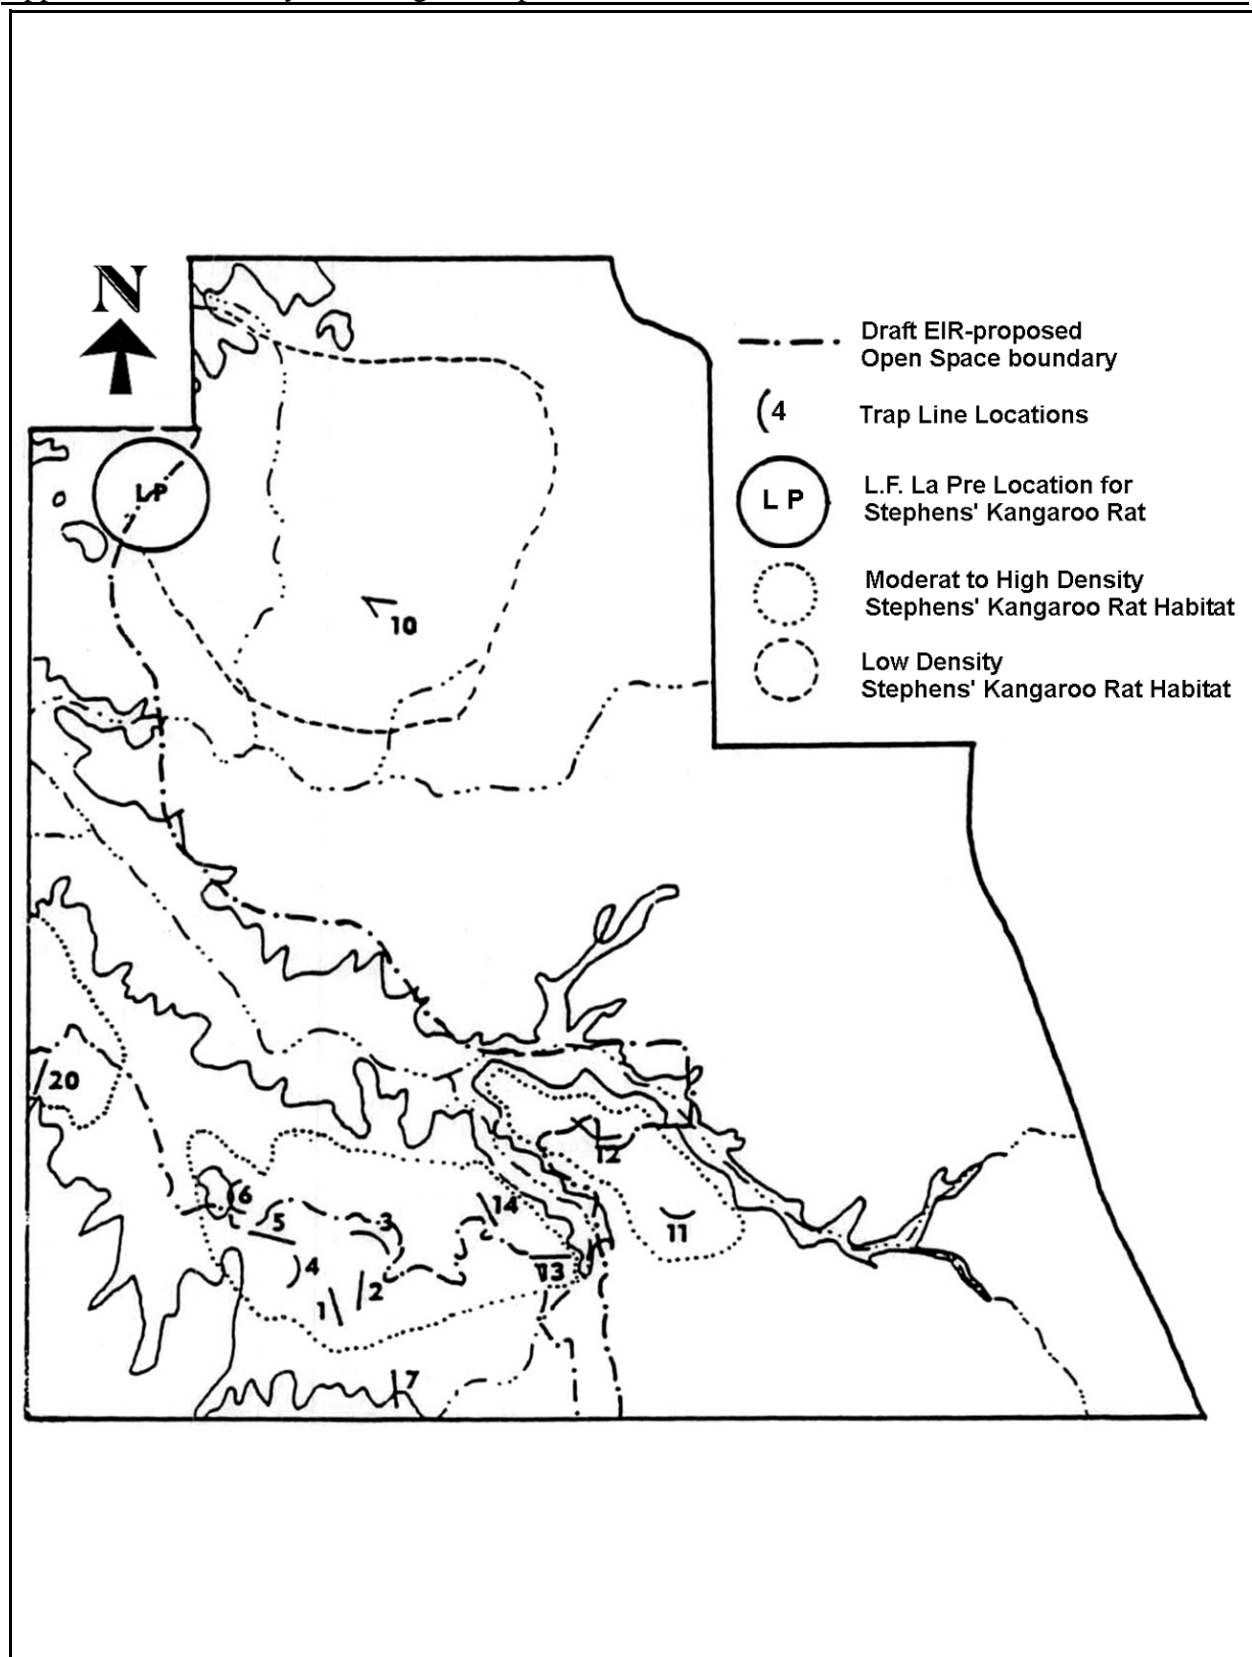 N
Draft EIR-proposed
Open Space boundary
4
Trap Line Locations
L P
L.F. La Pre Location for
Stephens' Kangaroo Rat
Moderat to High Density
Stephens' Kangaroo Rat Habitat
Low Density
Stephens' Kangaroo Rat Habitat
LP
10
20
12
6
14
5
3
11
4
13
2
1
7